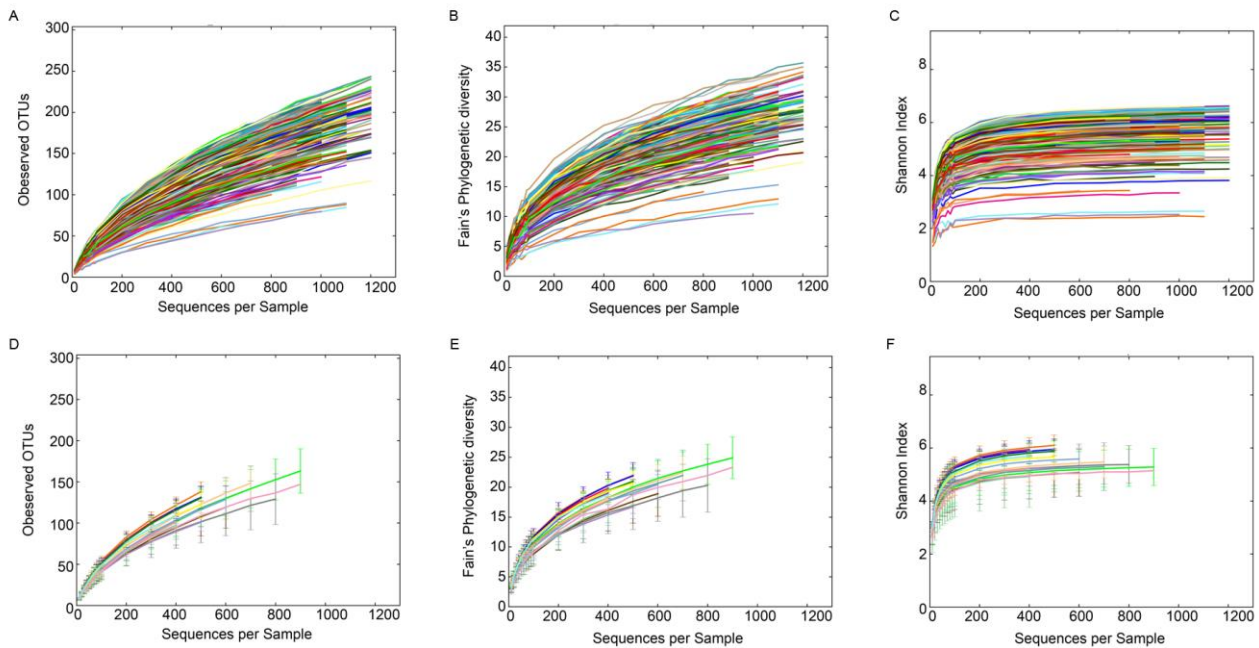 A
Obeserved OTUs
300
250
200
150
100
50
0
200 400 600 800 1000 1200
Sequences per Sample
B
Fain's Phylogenetic diversity
40
35
30
25
20
15
10
5
0
0 200 400 600 800 1000 1200
Sequences per Sample
C
Shannon Index
8
6
4
2
0
0 200 400 600 800 1000 1200
Sequences per Sample
D
Obeserved OTUs
300
250
200
150
100
50
0
0 200 400 600 800 1000 1200
Sequences per Sample
E
Fain's Phylogenetic diversity
40
35
30
25
20
15
10
5
0
0 200 400 600 800 1000 1200
Sequences per Sample
F
Shannon Index
8
6
4
2
0
0 200 400 600 800 1000 1200
Sequences per Sample